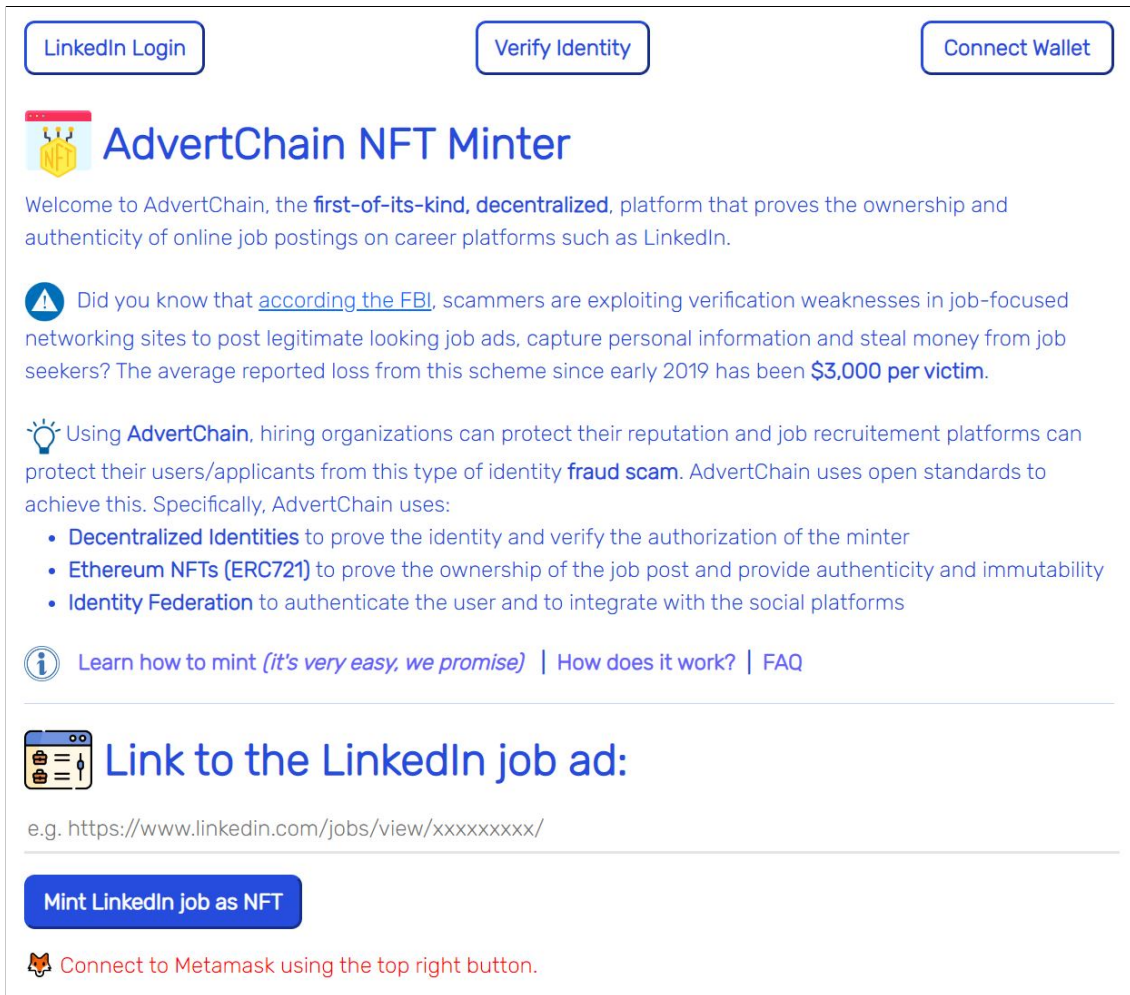 LinkedIn Login
Verify Identity
Connect Wallet
NFT
AdvertChain NFT Minter
Welcome to AdvertChain, the first-of-its-kind, decentralized, platform that proves the ownership and
authenticity of online job postings on career platforms such as LinkedIn.
Did you know that according the FBI, scammers are exploiting verification weaknesses in job-focused
networking sites to post legitimate looking job ads, capture personal information and steal money from job
seekers? The average reported loss from this scheme since early 2019 has been $3,000 per victim.
Using AdvertChain, hiring organizations can protect their reputation and job recruitement platforms can
protect their users/applicants from this type of identity fraud scam. AdvertChain uses open standards to
achieve this. Specifically, AdvertChain uses:
• Decentralized Identities to prove the identity and verify the authorization of the minter
• Ethereum NFTs (ERC721) to prove the ownership of the job post and provide authenticity and immutability
• Identity Federation to authenticate the user and to integrate with the social platforms
Learn how to mint (it's very easy, we promise) | How does it work? | FAQ
Link to the LinkedIn job ad:
e.g. https://www.linkedin.com/jobs/view/xxxxxxxxx/
Mint LinkedIn job as NFT
Connect to Metamask using the top right button.